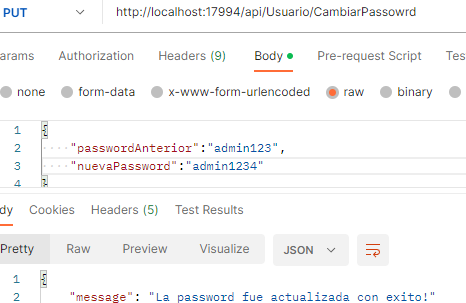 PUT http://localhost:17994/api/Usuario/CambiarPassowrd
arams Authorization Headers (9) Body Pre-request Script Tes
none form-data x-www-form-urlencoded raw binary
1 {
2 "passwordAnterior":"admin123",
3 "nuevaPassword":"admin1234"
4 }
dy Cookies Headers (5) Test Results
Pretty Raw Preview Visualize JSON
1 {
2 "message": "La password fue actualizada con exito!"